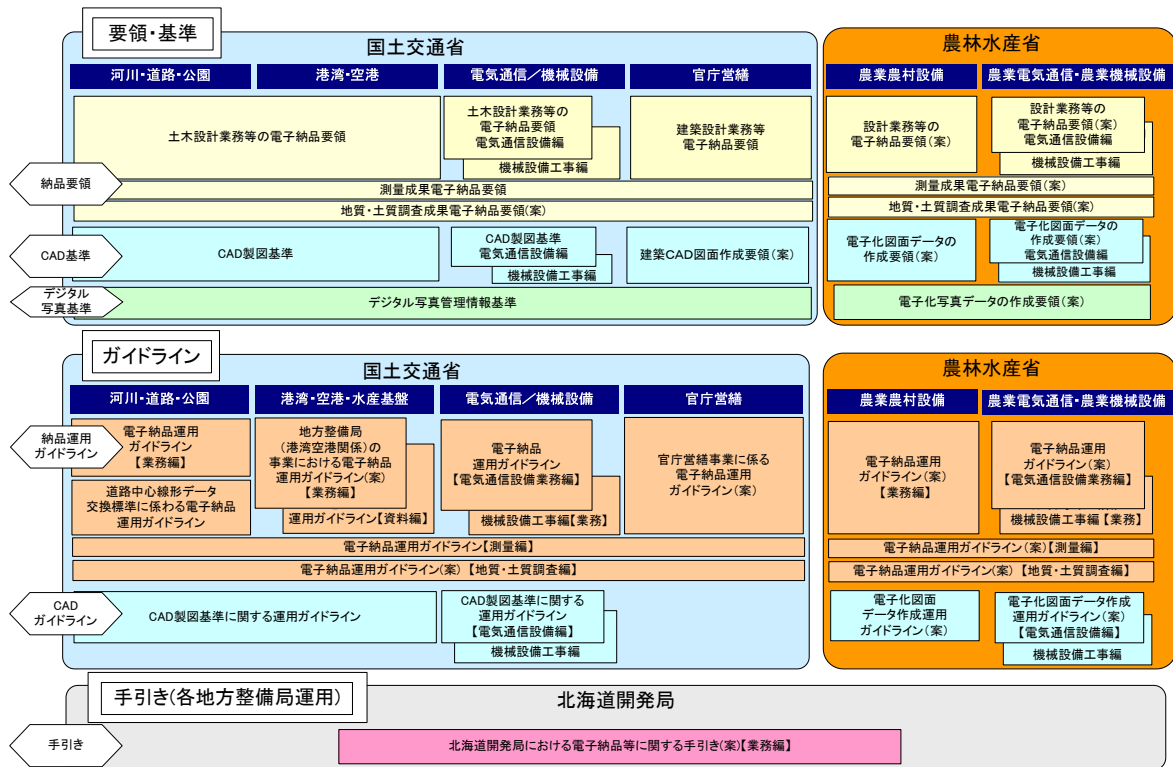 要領・基準
国土交通省
農林水産省
河川・道路・公園
港湾・空港
電気通信／機械設備
官庁営繕
農業農村設備
農業電気通信・農業機械設備
納品要領
土木設計業務等の電子納品要領
土木設計業務等の
電子納品要領
電気通信設備編
機械設備工事編
建築設計業務等
電子納品要領
設計業務等の
電子納品要領(案)
設計業務等の
電子納品要領(案)
電気通信設備編
機械設備工事編
測量成果電子納品要領
測量成果電子納品要領(案)
地質・土質調査成果電子納品要領(案)
地質・土質調査成果電子納品要領(案)
CAD基準
CAD製図基準
CAD製図基準
電気通信設備編
機械設備工事編
建築CAD図面作成要領(案)
電子化図面データの
作成要領(案)
電子化図面データの
作成要領(案)
電気通信設備編
機械設備工事編
デジタル
写真基準
デジタル写真管理情報基準
電子化写真データの作成要領(案)
ガイドライン
国土交通省
農林水産省
河川・道路・公園
港湾・空港・水産基盤
電気通信／機械設備
官庁営繕
農業農村設備
農業電気通信・農業機械設備
納品運用
ガイドライン
電子納品運用
ガイドライン
【業務編】
道路中心線形データ
交換標準に係わる電子納品
運用ガイドライン
地方整備局
(港湾空港関係)の
事業における電子納品
運用ガイドライン(案)
【業務編】
運用ガイドライン【資料編】
電子納品
運用ガイドライン
【電気通信設備業務編】
機械設備工事編【業務】
官庁営繕事業に係る
電子納品運用
ガイドライン(案)
電子納品運用
ガイドライン(案)
【業務編】
電子納品運用
ガイドライン(案)
【電気通信設備業務編】
機械設備工事編【業務】
電子納品運用ガイドライン【測量編】
電子納品運用ガイドライン(案)【測量編】
電子納品運用ガイドライン(案)【地質・土質調査編】
電子納品運用ガイドライン(案)【地質・土質調査編】
CAD
ガイドライン
CAD製図基準に関する運用ガイドライン
CAD製図基準に関する
運用ガイドライン
【電気通信設備編】
機械設備工事編
電子化図面
データ作成運用
ガイドライン(案)
電子化図面データ作成
運用ガイドライン(案)
【電気通信設備編】
機械設備工事編
手引き(各地方整備局運用)
北海道開発局
手引き
北海道開発局における電子納品等に関する手引き(案)【業務編】